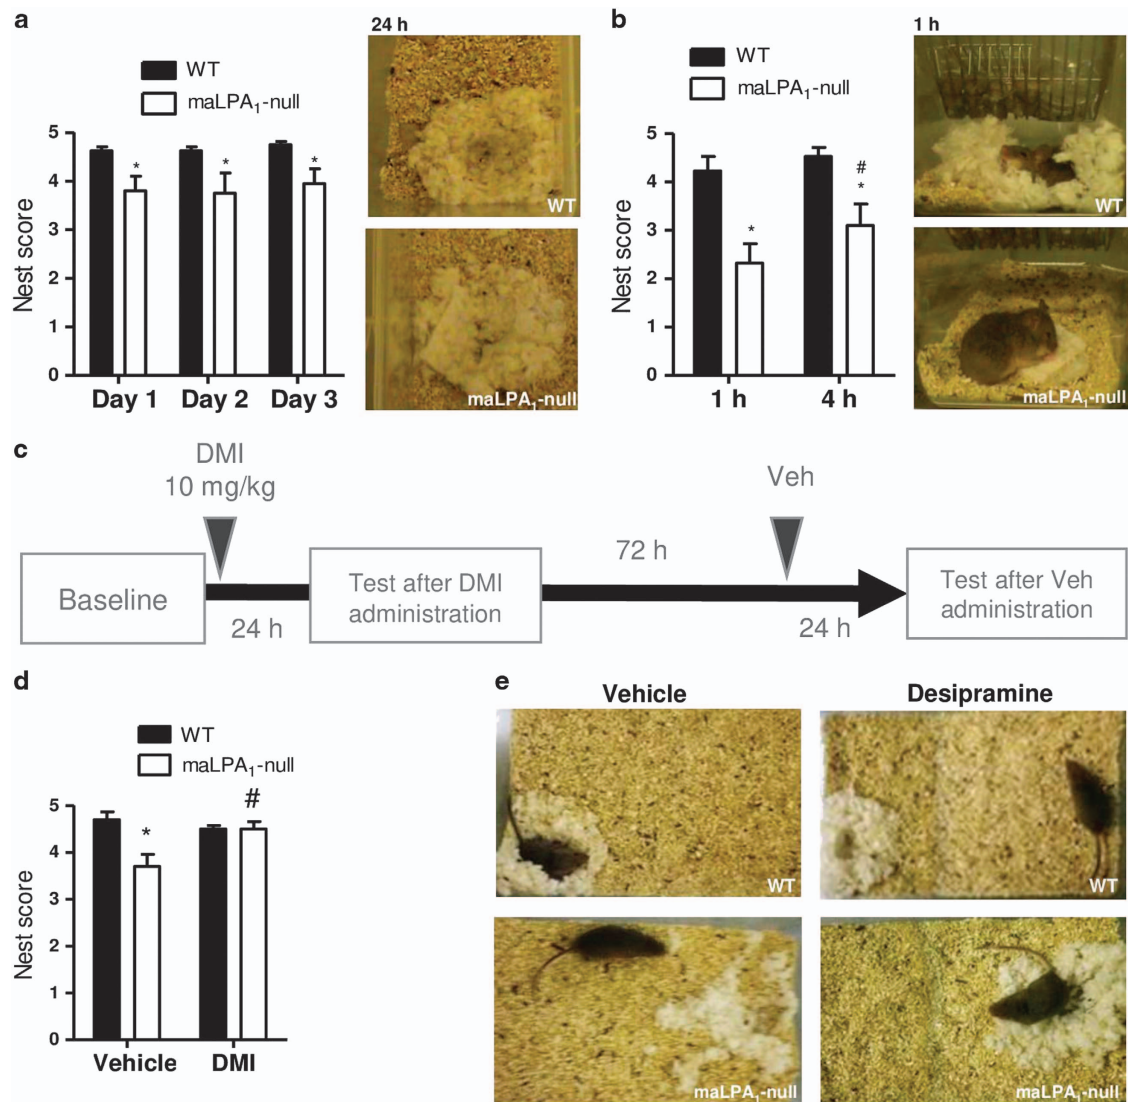 a
WT
maLPA₁-null
Nest score
5
4
3
2
1
0
* * *
Day 1 Day 2 Day 3
24 h
WT
maLPA₁-null
b
WT
maLPA₁-null
Nest score
5
4
3
2
1
0
*
#
*
1 h 4 h
1 h
WT
maLPA₁-null
c
DMI
10 mg/kg
Veh
Baseline
24 h
Test after DMI
administration
72 h
24 h
Test after Veh
administration
d
WT
maLPA₁-null
Nest score
5
4
3
2
1
0
*
#
Vehicle DMI
e
Vehicle Desipramine
WT WT
maLPA₁-null maLPA₁-null